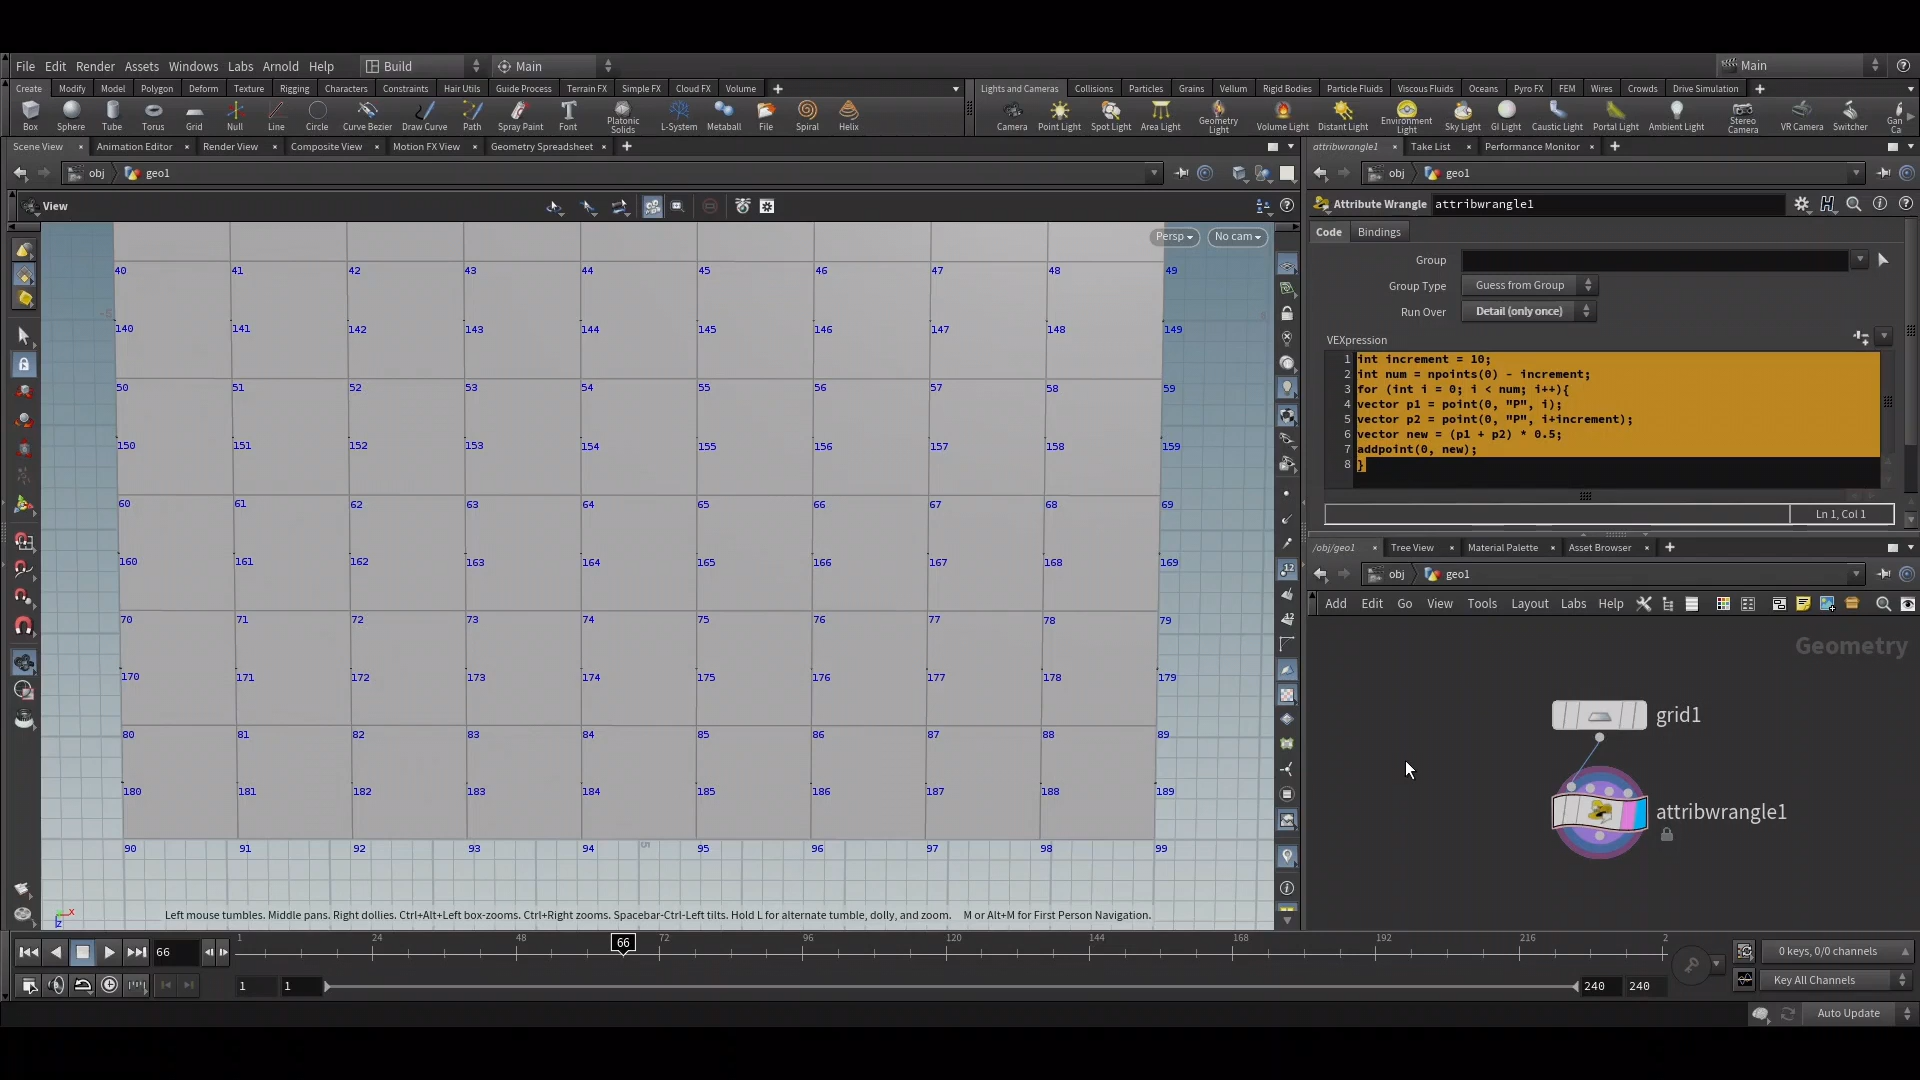 File Edit Render Assets Windows Labs Arnold Help Build Main Main
Create Modify Model Polygon Deform Texture Rigging Characters Constraints Hair Utils Guide Process Terrain FX Simple FX Cloud FX Volume
Lights and Cameras Collisions Particles Grains Vellum Rigid Bodies Particle Fluids Viscous Fluids Oceans Pyro FX FEM Wires Crowds Drive Simulation
Box Sphere Tube Torus Grid Null Line Circle Curve Bezier Draw Curve Path Spray Paint Font Platonic Solids L-System Metaball File Spiral Helix
Camera Point Light Spot Light Area Light Geometry Light Volume Light Distant Light Environment Light Sky Light GI Light Caustic Light Portal Light Ambient Light Stereo Camera VR Camera Switcher
Scene View Animation Editor Render View Composite View Motion FX View Geometry Spreadsheet
attribwrangle1 Take List Performance Monitor
obj geo1
obj geo1
View
Persp No cam
40 41 42 43 44 45 46 47 48 49
140 141 142 143 144 145 146 147 148 149
50 51 52 53 54 55 56 57 58 59
150 151 152 153 154 155 156 157 158 159
60 61 62 63 64 65 66 67 68 69
160 161 162 163 164 165 166 167 168 169
70 71 72 73 74 75 76 77 78 79
170 171 172 173 174 175 176 177 178 179
80 81 82 83 84 85 86 87 88 89
180 181 182 183 184 185 186 187 188 189
90 91 92 93 94 95 96 97 98 99
Left mouse tumbles. Middle pans. Right dollies. Ctrl+Alt+Left box-zooms. Ctrl+Right zooms. Spacebar-Ctrl-Left tilts. Hold L for alternate tumble, dolly, and zoom. M or Alt+M for First Person Navigation.
Attribute Wrangle attribwrangle1
Code Bindings
Group
Group Type Guess from Group
Run Over Detail (only once)
VEXpression
1 int increment = 10;
2 int num = npoints(0) - increment;
3 for (int i = 0; i < num; i++){
4 vector p1 = point(0, "P", i);
5 vector p2 = point(0, "P", i+increment);
6 vector new = (p1 + p2) * 0.5;
7 addpoint(0, new);
8 }
Ln 1, Col 1
/obj/geo1 Tree View Material Palette Asset Browser
obj geo1
Add Edit Go View Tools Layout Labs Help
Geometry
grid1
attribwrangle1
66 1 24 48 66 72 96 120 144 168 192 216 2
0 keys, 0/0 channels
1 1 240 240
Key All Channels
Auto Update